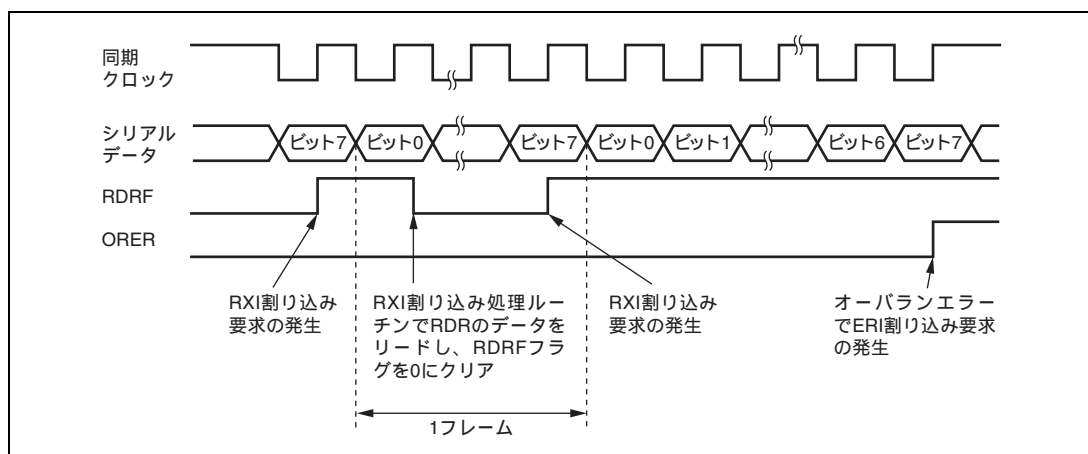 同期
クロック
シリアル
データ
ビット7
ビット0
ビット7
ビット0
ビット1
ビット6
ビット7
RDRF
ORER
RXI割り込み
要求の発生
RXI割り込み処理ルー
チンでRDRのデータを
リードし、RDRFフラ
グを0にクリア
RXI割り込み
要求の発生
オーバランエラー
でERI割り込み要求
の発生
1フレーム